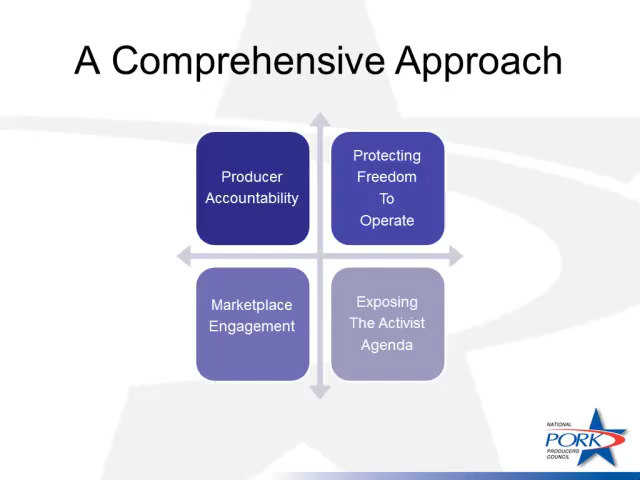 A Comprehensive Approach
Producer
Accountability
Protecting
Freedom
To
Operate
Marketplace
Engagement
Exposing
The Activist
Agenda
NATIONAL
PORK
PRODUCERS
COUNCIL